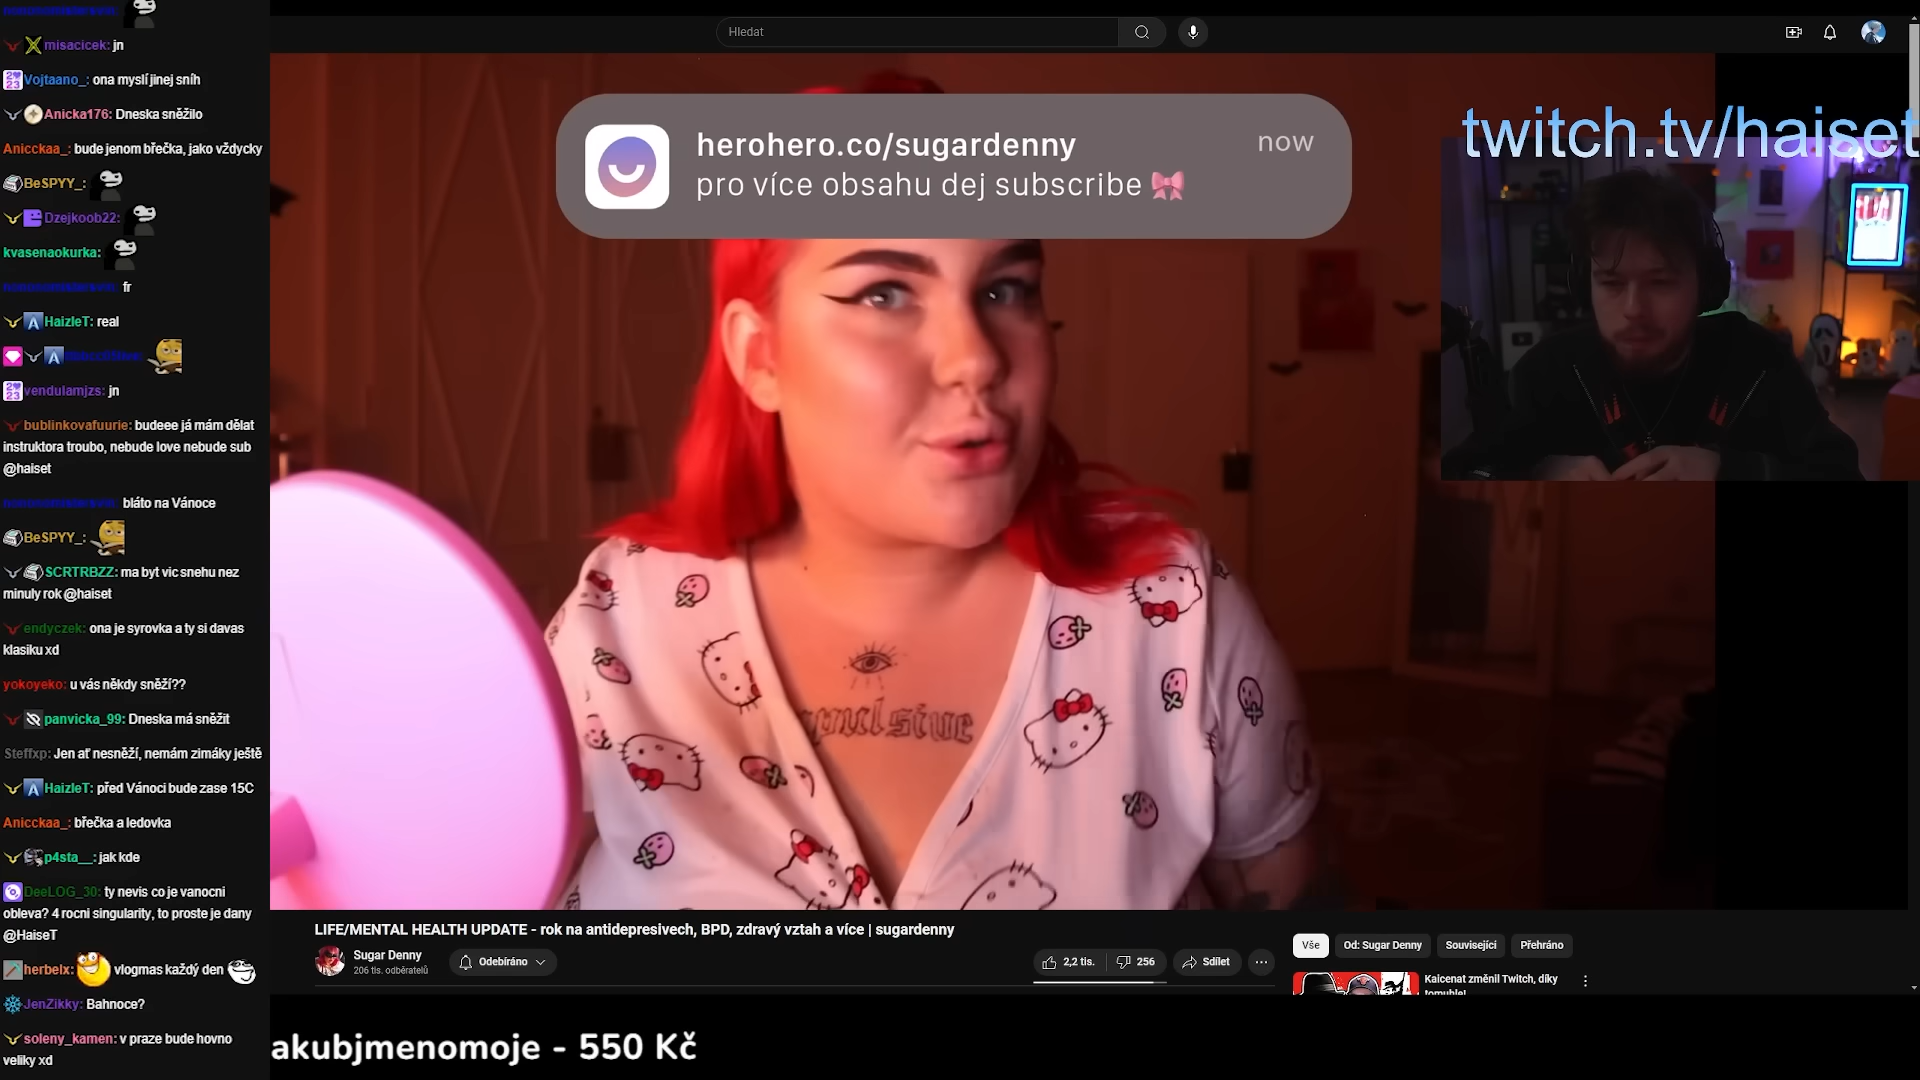 misacicek: jn
Vojtaano_: ona myslí jinej sníh
Anicka176: Dneska sněžilo
Anicckaa_: bude jenom břečka, jako vždycky
BeSPYY_:
Dzejkoob22:
kvasenaokurka:
fr
HaizleT: real
vendulamjzs: jn
bublinkovafuurie: budeee já mám dělat
instruktora troubo, nebude love nebude sub
@haiset
bláto na Vánoce
BeSPYY_:
SCRTRBZZ: ma byt vic snehu nez
minuly rok @haiset
endyczek: ona je syrovka a ty si davas
klasiku xd
yokoyeko: u vás někdy sněží??
panvicka_99: Dneska má sněžit
Steffxp: Jen ať nesněží, nemám zimáky ještě
HaizleT: před Vánoci bude zase 15C
Anicckaa_: břečka a ledovka
p4sta__: jak kde
DeeLOG_30: ty nevis co je vanocni
obleva? 4 rocni singularity, to proste je dany
@HaiseT
herbelx: vlogmas každý den
JenZikky: Bahnoce?
soleny_kamen: v praze bude hovno
veliky xd
Hledat
herohero.co/sugardenny
now
pro více obsahu dej subscribe
twitch.tv/haiset
LIFE/MENTAL HEALTH UPDATE - rok na antidepresivech, BPD, zdravý vztah a více | sugardenny
Sugar Denny
206 tis. odběratelů
Odebíráno
2,2 tis.
256
Sdílet
Vše
Od: Sugar Denny
Související
Přehráno
Kaicenat změnil Twitch, díky
tomuhle!
akubjmenomoje - 550 Kč